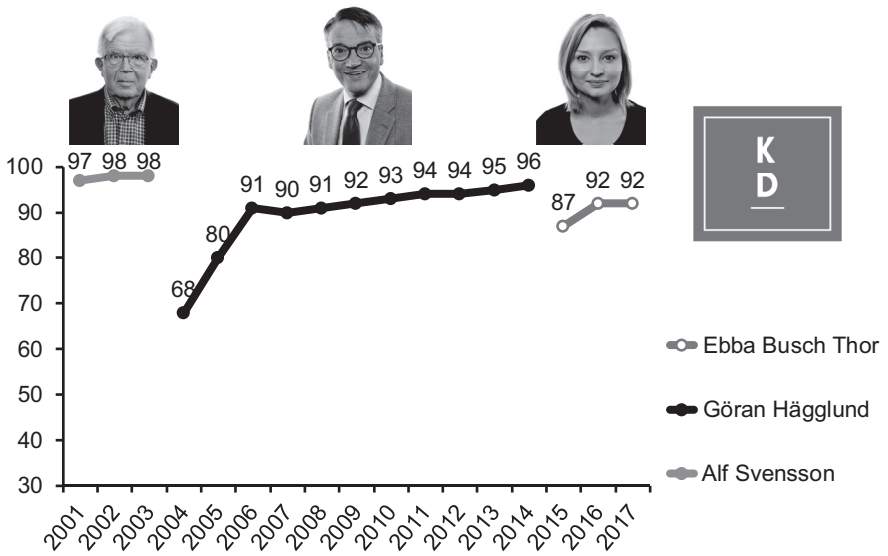 97 98 98
68 80 91 90 91 92 93 94 94 95 96
87 92 92
100
90
80
70
60
50
40
30
2001 2002 2003 2004 2005 2006 2007 2008 2009 2010 2011 2012 2013 2014 2015 2016 2017
K
D
Ebba Busch Thor
Göran Hägglund
Alf Svensson